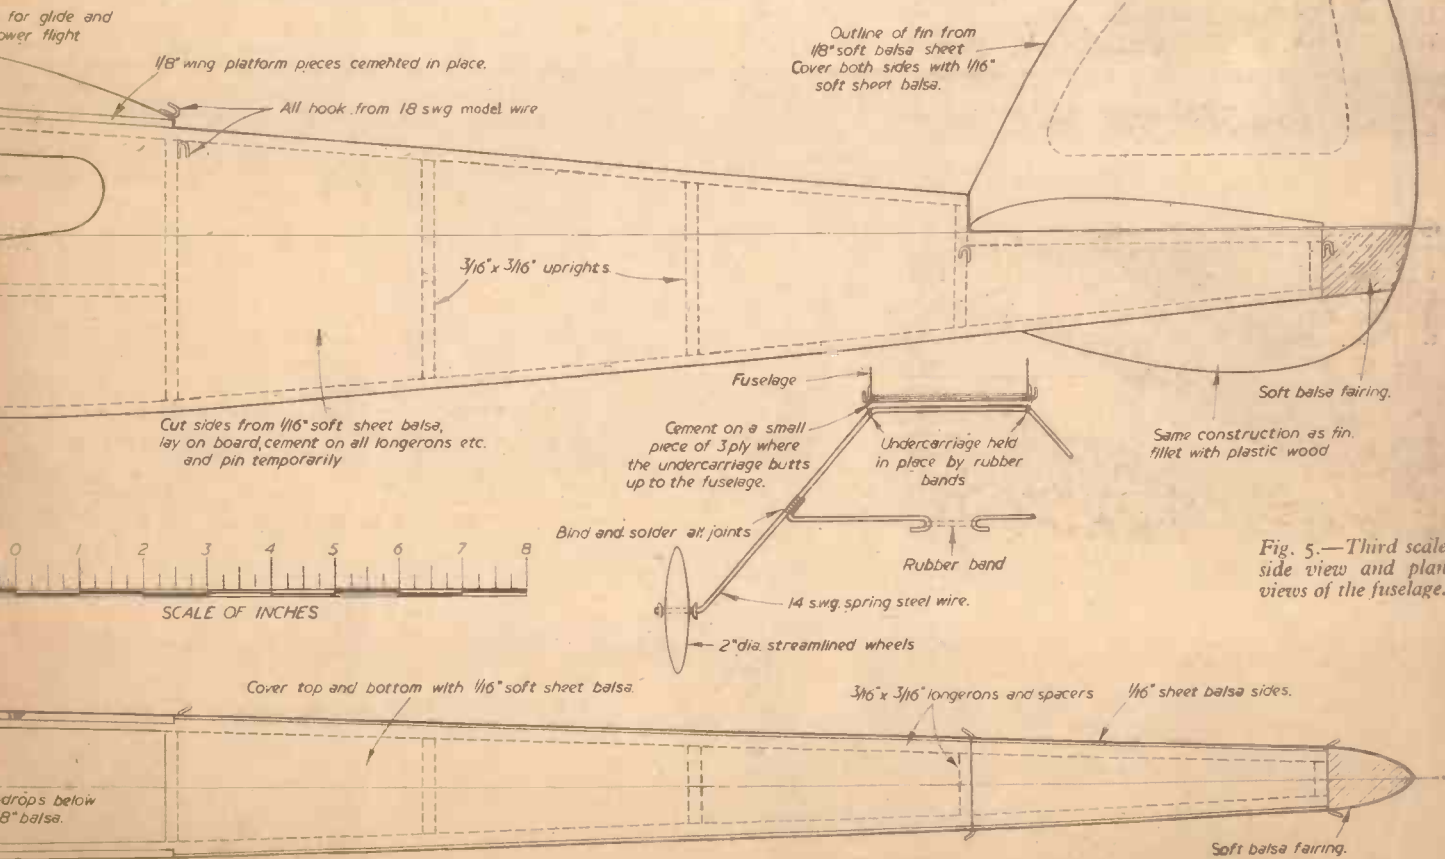 for glide and
flight
1/8" wing platform pieces cemented in place.
All hook from 18 swg model wire
Outline of fin from
1/8" soft balsa sheet
Cover both sides with 1/16"
soft sheet balsa.
3/16" x 3/16" uprights.
Cut sides from 1/16" soft sheet balsa,
lay on board, cement on all longerons etc.
and pin temporarily
Fuselage
Cement on a small
piece of 3 ply where
the undercarriage butts
up to the fuselage.
Undercarriage held
in place by rubber
bands
Soft balsa fairing.
Same construction as fin.
fillet with plastic wood
Bind and solder all joints
Rubber band
14 swg. spring steel wire.
2" dia. streamlined wheels
0 1 2 3 4 5 6 7 8
SCALE OF INCHES
Fig. 5.—Third scale
side view and plan
views of the fuselage.
Cover top and bottom with 1/16" soft sheet balsa.
3/16" x 3/16" longerons and spacers
1/16" sheet balsa sides.
drops below
8" balsa.
Soft balsa fairing.